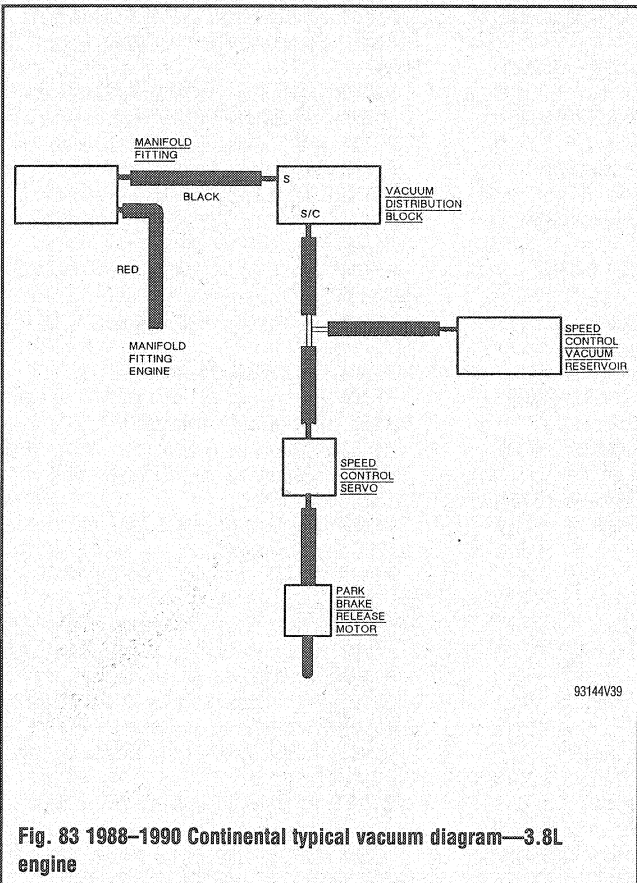 MANIFOLD
FITTING
S
BLACK
S/C
VACUUM
DISTRIBUTION
BLOCK
RED
MANIFOLD
FITTING
ENGINE
SPEED
CONTROL
VACUUM
RESERVOIR
SPEED
CONTROL
SERVO
PARK
BRAKE
RELEASE
MOTOR
93144V39
Fig. 83 1988–1990 Continental typical vacuum diagram—3.8L
engine